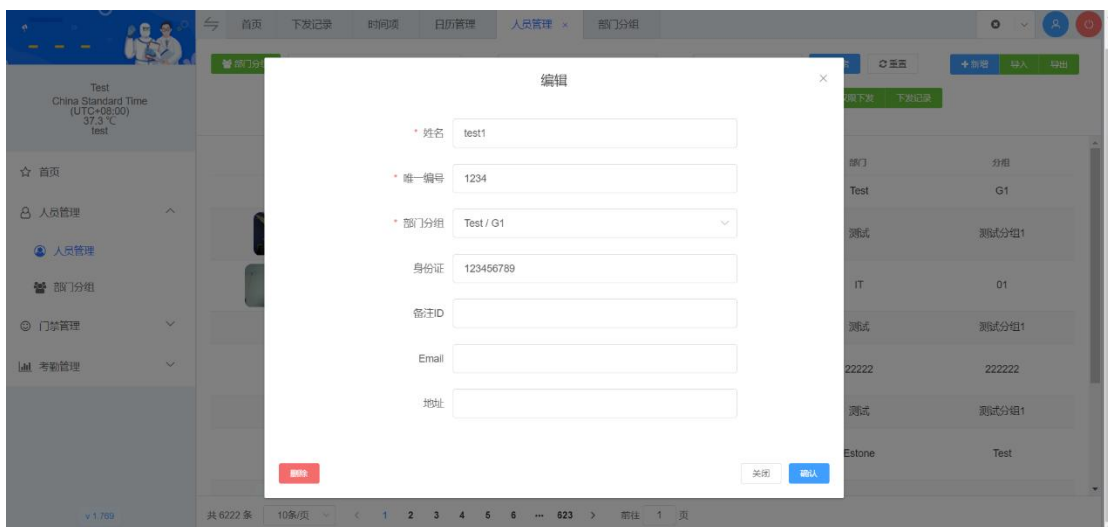 首页
下发记录
时间项
日历管理
人员管理 ×
部门分组
部门分组
重置
+ 新增
导入
导出
下发记录
Test
China Standard Time
(UTC+08:00)
37.3 ℃
test
首页
人员管理
人员管理
部门分组
门禁管理
考勤管理
v 1.769
编辑
* 姓名 test1
* 唯一编号 1234
* 部门分组 Test / G1
身份证 123456789
备注ID
Email
地址
删除
关闭
确认
部门 分组
Test G1
测试 测试分组1
IT 01
测试 测试分组1
22222 222222
测试 测试分组1
Estone Test
共 6222 条 10条/页 < 1 2 3 4 5 6 ··· 623 > 前往 1 页